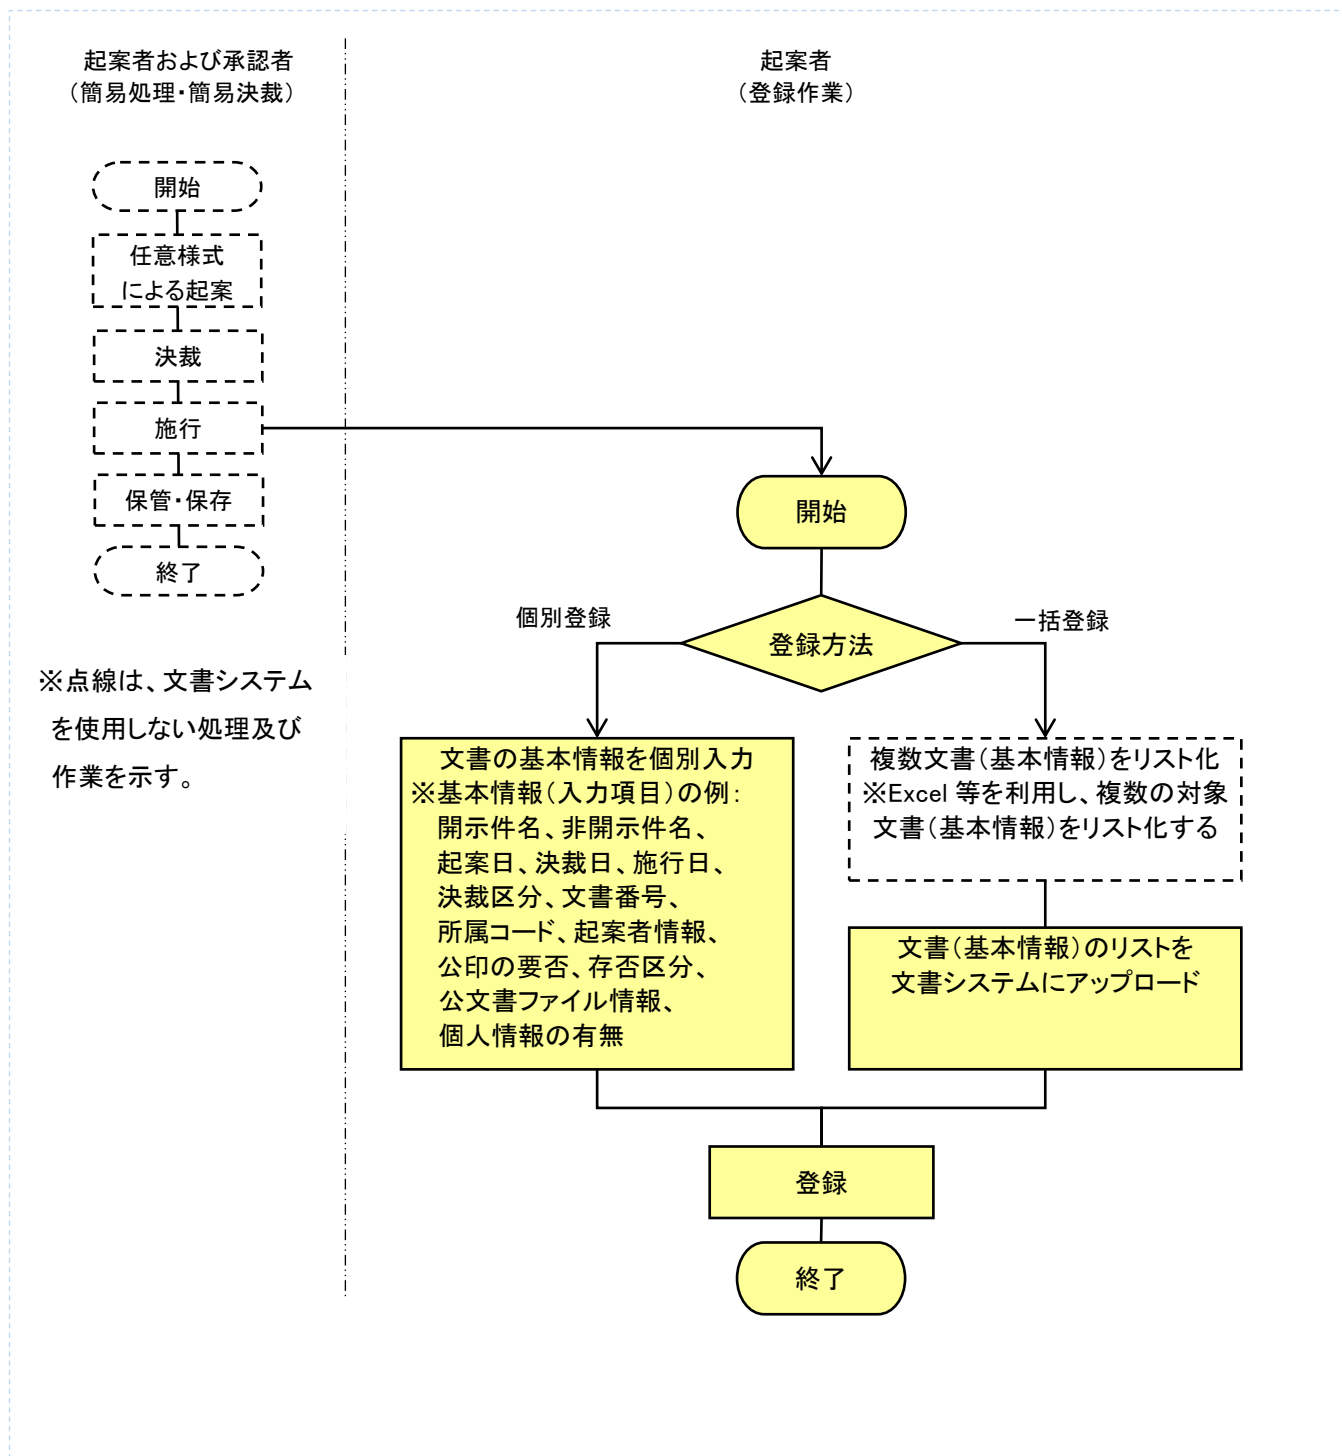 起案者および承認者
（簡易処理・簡易決裁）
開始
任意様式
による起案
決裁
施行
保管・保存
終了
※点線は、文書システム
を使用しない処理及び
作業を示す。
起案者
（登録作業）
開始
登録方法
個別登録
一括登録
文書の基本情報を個別入力
※基本情報（入力項目）の例：
開示件名、非開示件名、
起案日、決裁日、施行日、
決裁区分、文書番号、
所属コード、起案者情報、
公印の要否、存否区分、
公文書ファイル情報、
個人情報の有無
複数文書（基本情報）をリスト化
※Excel 等を利用し、複数の対象
文書（基本情報）をリスト化する
文書（基本情報）のリストを
文書システムにアップロード
登録
終了